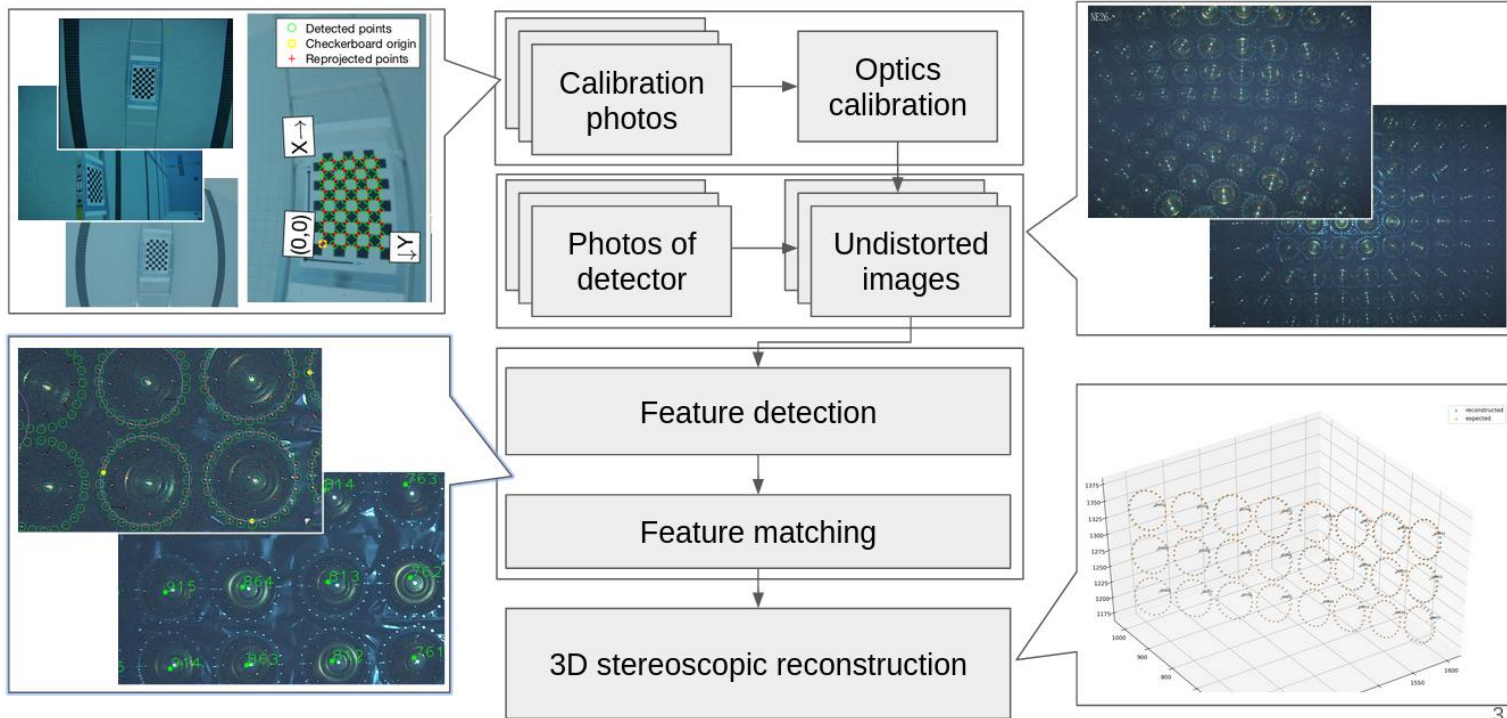 Detected points
Checkerboard origin
Reprojected points
X→
(0,0)
↓Y
Calibration
photos
Optics
calibration
NE26
Photos of
detector
Undistorted
images
Feature detection
Feature matching
3D stereoscopic reconstruction
814
763
915
864
813
762
914
863
812
761
reconstructed
expected
1375
1350
1325
1300
1275
1250
1225
1200
1175
1000
900
800
1550
1600
3